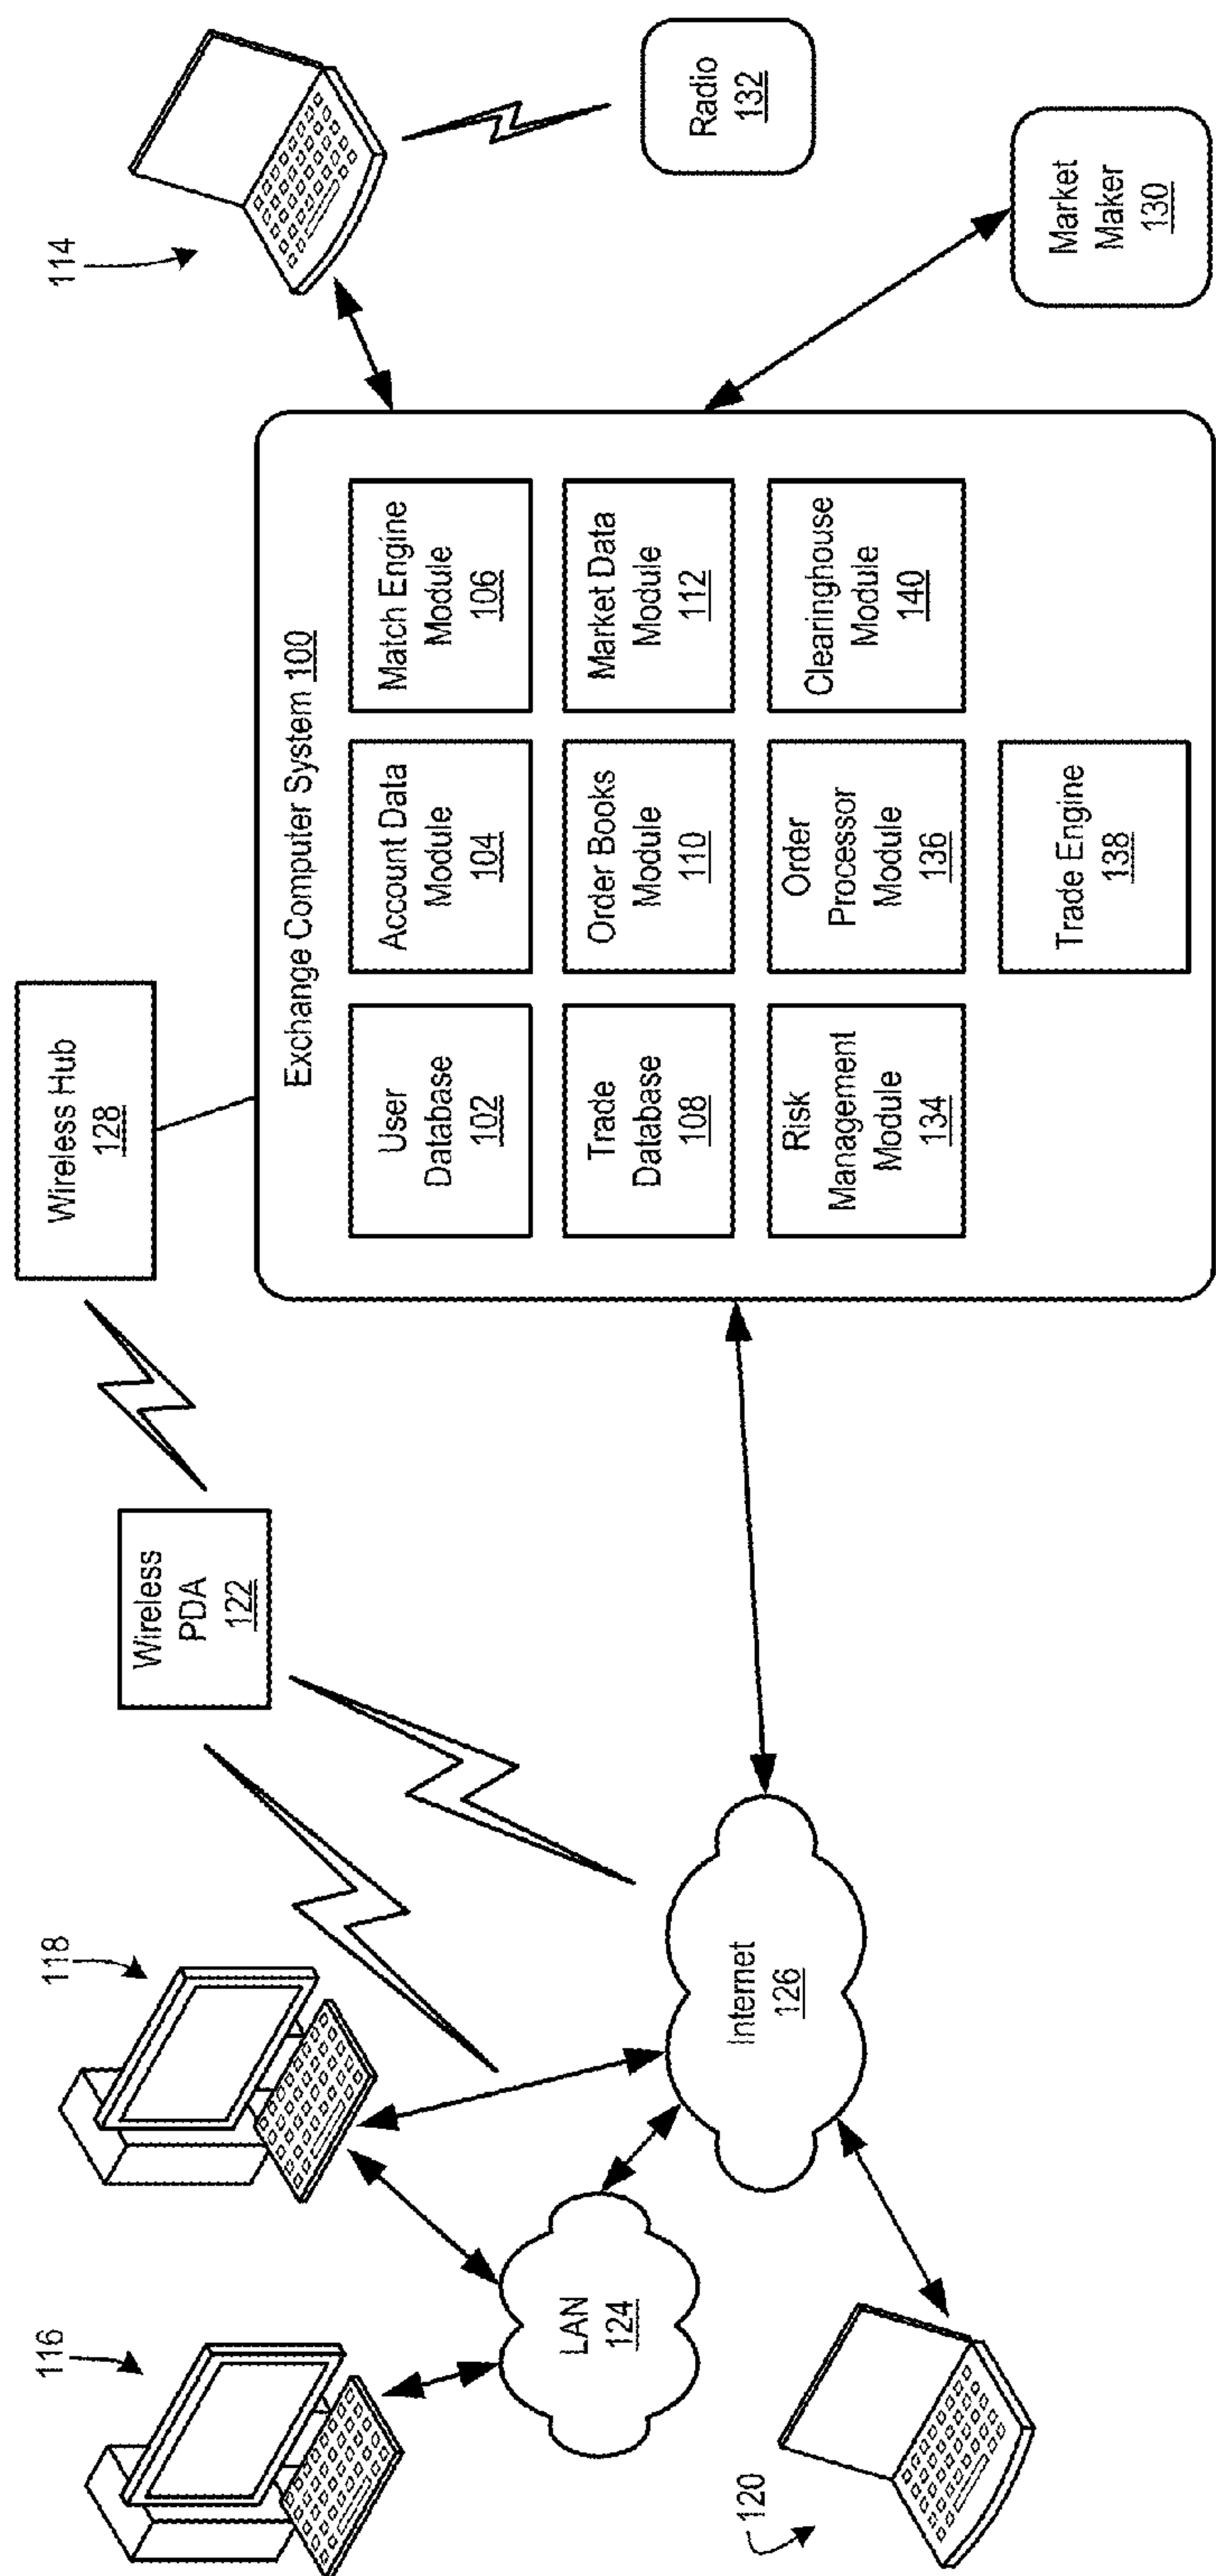 116
118
Wireless
PDA
122
Wireless Hub
128
114
Radio
132
Market
Maker
130
LAN
124
Internet
126
120
Exchange Computer System 100
User
Database
102
Account Data
Module
104
Match Engine
Module
106
Trade
Database
108
Order Books
Module
110
Market Data
Module
112
Risk
Management
Module
134
Order
Processor
Module
136
Clearinghouse
Module
140
Trade Engine
138